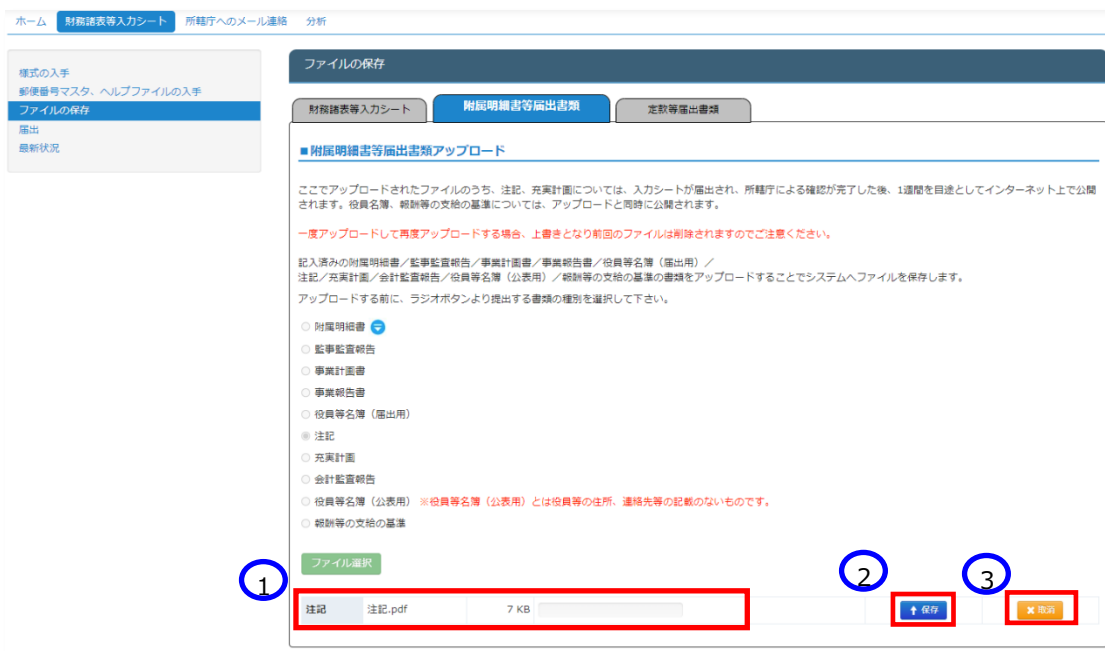 ホーム 財務諸表等入力シート 所轄庁へのメール連絡 分析
様式の入手
郵便番号マスタ、ヘルプファイルの入手
ファイルの保存
届出
最新状況
ファイルの保存
財務諸表等入力シート 附属明細書等届出書類 定款等届出書類
■附属明細書等届出書類アップロード
ここでアップロードされたファイルのうち、注記、充実計画については、入力シートが届出され、所轄庁による確認が完了した後、1週間を目途としてインターネット上で公開
されます。役員名簿、報酬等の支給の基準については、アップロードと同時に公開されます。
一度アップロードして再度アップロードする場合、上書きとなり前回のファイルは削除されますのでご注意ください。
記入済みの附属明細書／監事監査報告／事業計画書／事業報告書／役員等名簿（届出用）／
注記／充実計画／会計監査報告／役員等名簿（公表用）／報酬等の支給の基準の書類をアップロードすることでシステムへファイルを保存します。
アップロードする前に、ラジオボタンより提出する書類の種別を選択して下さい。
附属明細書
監事監査報告
事業計画書
事業報告書
役員等名簿（届出用）
注記
充実計画
会計監査報告
役員等名簿（公表用） ※役員等名簿（公表用）とは役員等の住所、連絡先等の記載のないものです。
報酬等の支給の基準
ファイル選択
1 2 3
注記 注記.pdf 7 KB 保存 取消